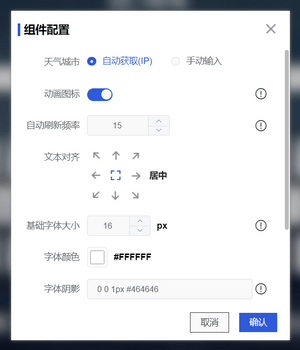 组件配置
天气城市 自动获取(IP) 手动输入
动画图标
自动刷新频率 15
文本对齐 居中
基础字体大小 16 px
字体颜色 #FFFFFF
字体阴影 0 0 1px #464646
取消 确认